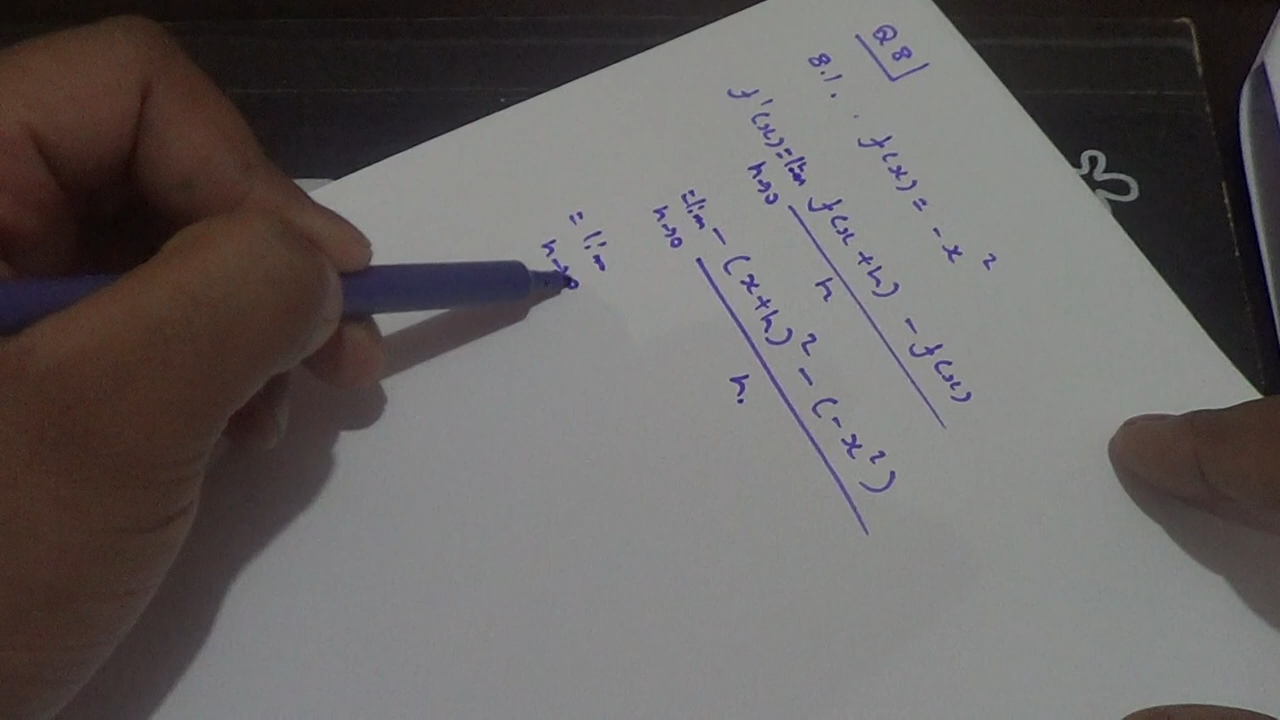 Q8
8.1. f(x) = -x²
f'(x) = lim h→0 f(x+h) - f(x) / h
= lim h→0 -(x+h)² - (-x²) / h.
= lim h→0